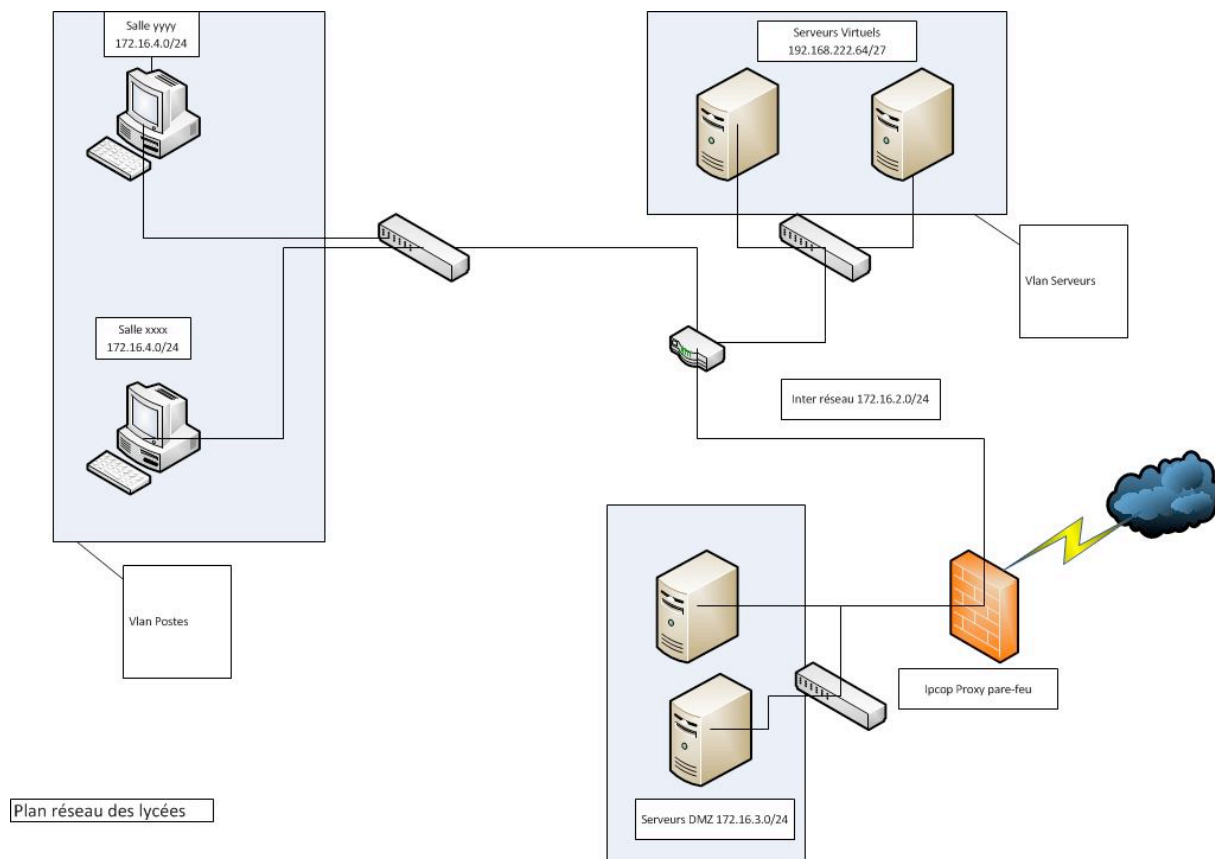 Salle yyyy
172.16.4.0/24
Serveurs Virtuels
192.168.222.64/27
Vlan Serveurs
Salle xxxx
172.16.4.0/24
Inter réseau 172.16.2.0/24
Vlan Postes
Ipcop Proxy pare-feu
Serveurs DMZ 172.16.3.0/24
Plan réseau des lycées